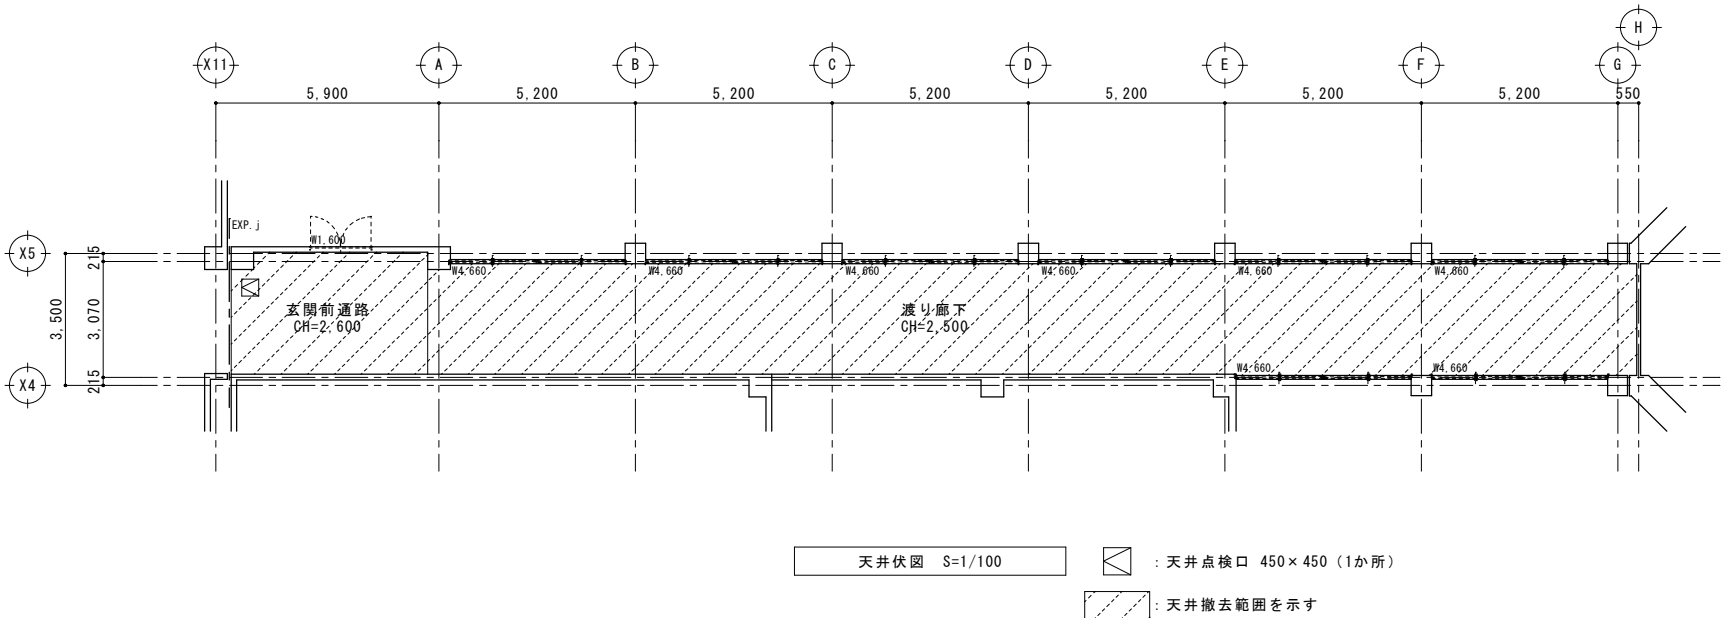 H
X11 A B C D E F G
5,900 5,200 5,200 5,200 5,200 5,200 5,200 550
EXP.j
W1,600
X5
215
W4,660 W4,660 W4,660 W4,660 W4,660 W4,660
3,500
3,070
玄関前通路
CH=2,600
渡り廊下
CH=2,500
W4,660 W4,660
X4
215
天井伏図 S=1/100
:天井点検口 450×450 (1か所)
:天井撤去範囲を示す